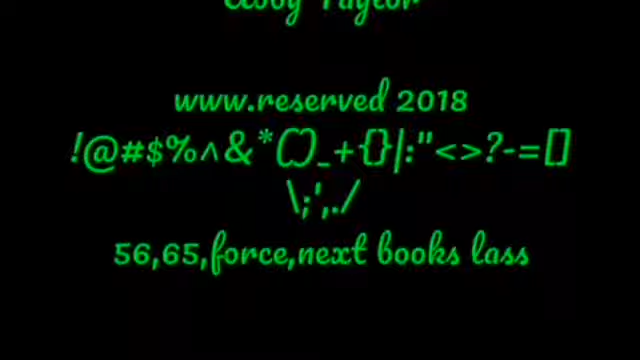 www.reserved 2018
!@#$%^&*()_+{}|:"<>?-=[]
\;',./
56,65,force,next books lass